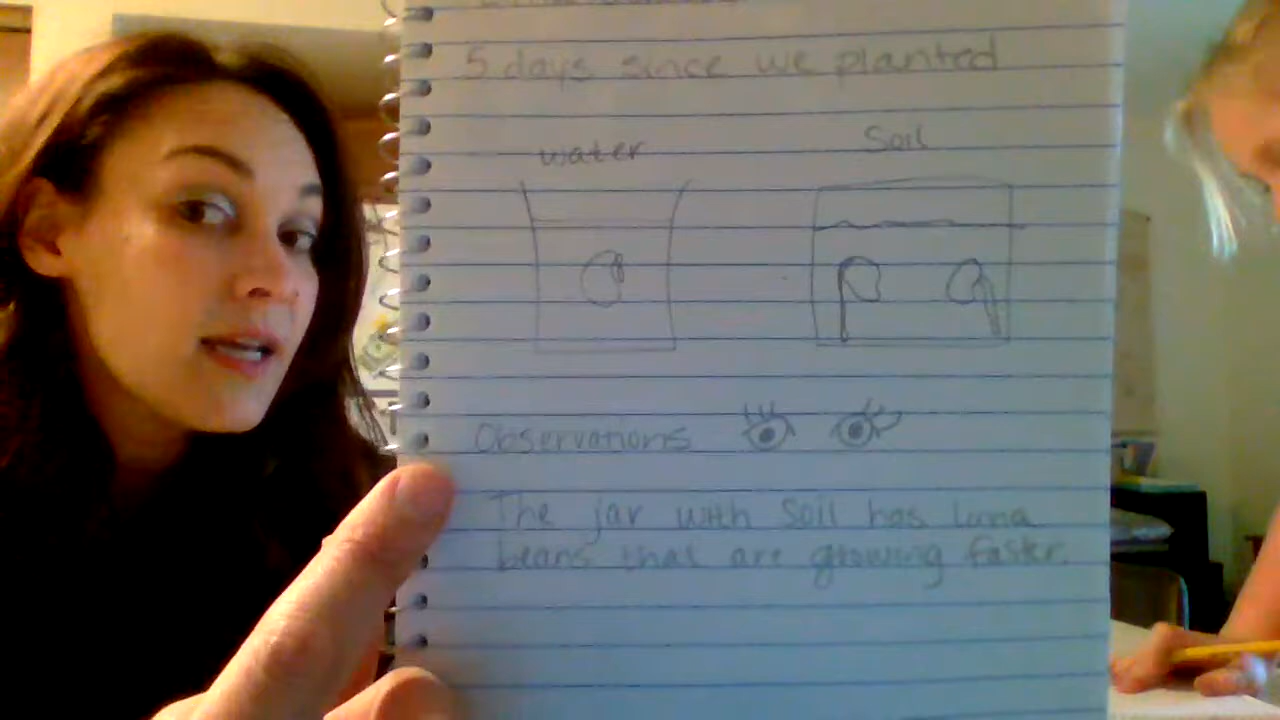 5 days since we planted
water
Soil
Observations
The jar with Soil has lima
beans that are growing faster.